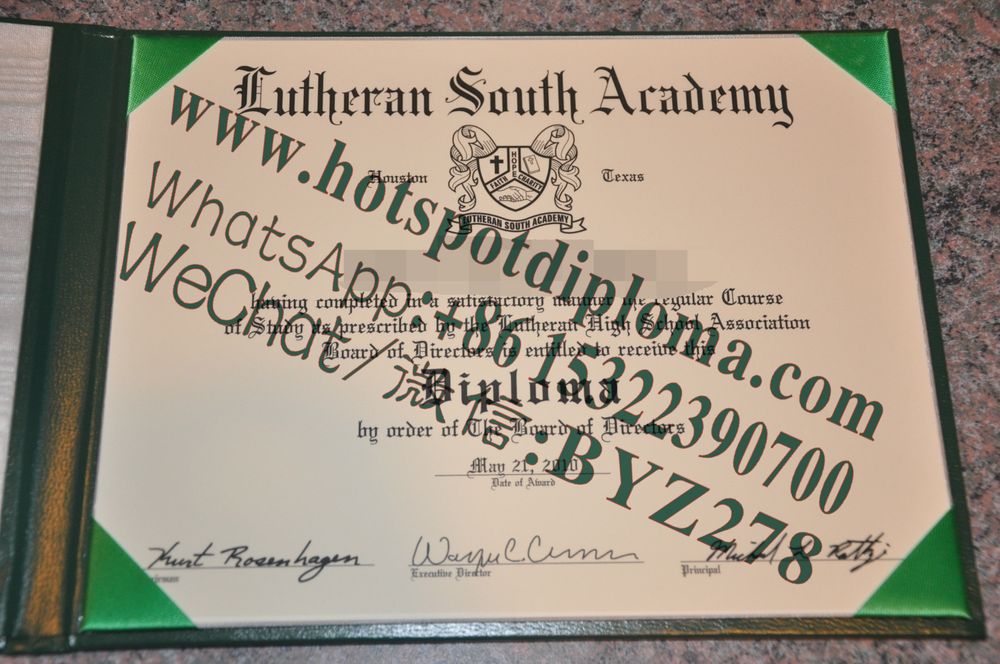 Lutheran South Academy
www.hotspotdiploma.com
Houston
HOPE
FAITH
CHARITY
LUTHERAN SOUTH ACADEMY
Texas
WhatsApp:+86 15322390700
WeChat/微信:BYZ278
having completed in a satisfactory manner the regular Course
of Study as prescribed by the Lutheran High School Association
Board of Directors is entitled to receive this
Diploma
by order of The Board of Directors
May 21, 2010
Date of Award
Kurt Rosenhagen
Executive Director
Principal